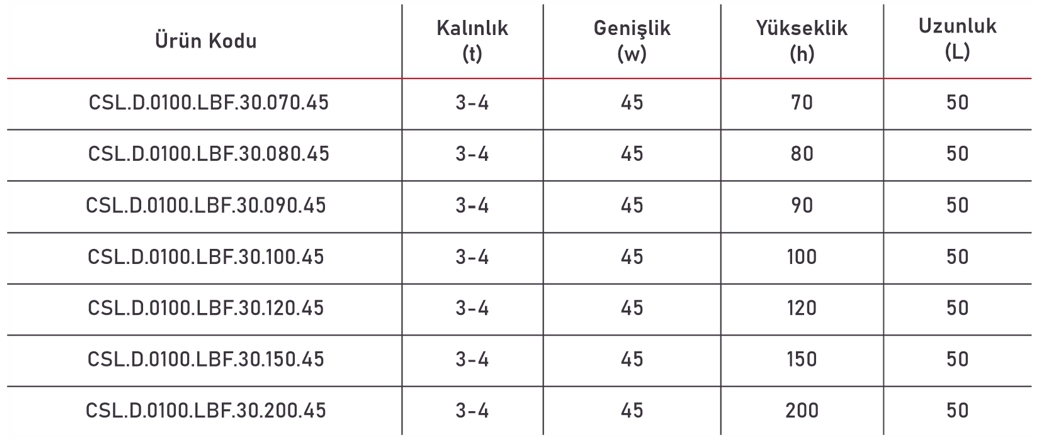 Ürün Kodu Kalınlık (t) Genişlik (w) Yükseklik (h) Uzunluk (L)
CSL.D.0100.LBF.30.070.45 3-4 45 70 50
CSL.D.0100.LBF.30.080.45 3-4 45 80 50
CSL.D.0100.LBF.30.090.45 3-4 45 90 50
CSL.D.0100.LBF.30.100.45 3-4 45 100 50
CSL.D.0100.LBF.30.120.45 3-4 45 120 50
CSL.D.0100.LBF.30.150.45 3-4 45 150 50
CSL.D.0100.LBF.30.200.45 3-4 45 200 50